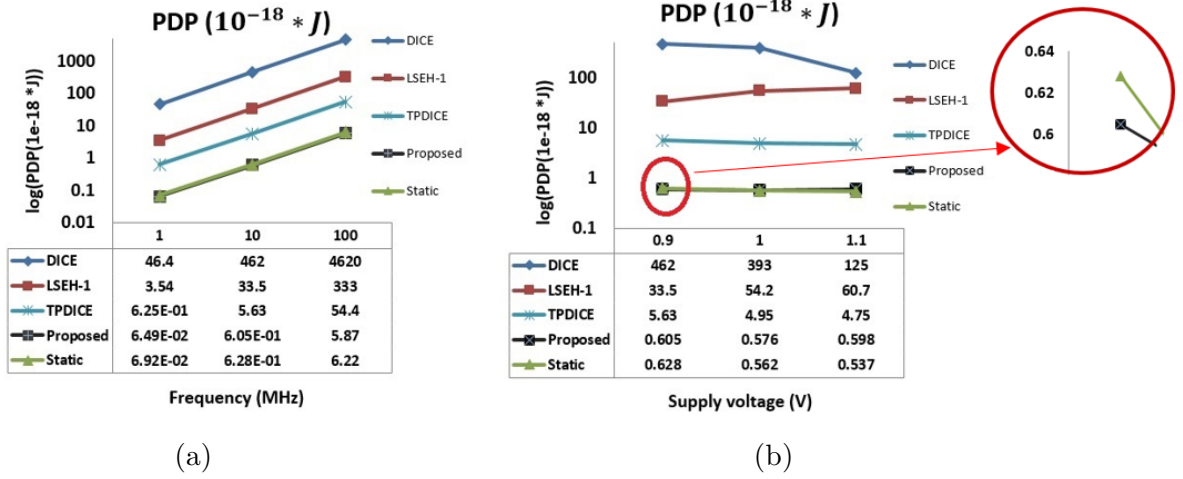 PDP (10⁻¹⁸ * J)
log(PDP(1e-18 *J))
1000
100
10
1
0.1
0.01
DICE
LSEH-1
TPDICE
Proposed
Static
1 10 100
DICE 46.4 462 4620
LSEH-1 3.54 33.5 333
TPDICE 6.25E-01 5.63 54.4
Proposed 6.49E-02 6.05E-01 5.87
Static 6.92E-02 6.28E-01 6.22
Frequency (MHz)
(a)
PDP (10⁻¹⁸ * J)
log(PDP(1e-18 *J))
100
10
1
0.1
DICE
LSEH-1
TPDICE
Proposed
Static
0.64
0.62
0.6
0.9 1 1.1
DICE 462 393 125
LSEH-1 33.5 54.2 60.7
TPDICE 5.63 4.95 4.75
Proposed 0.605 0.576 0.598
Static 0.628 0.562 0.537
Supply voltage (V)
(b)